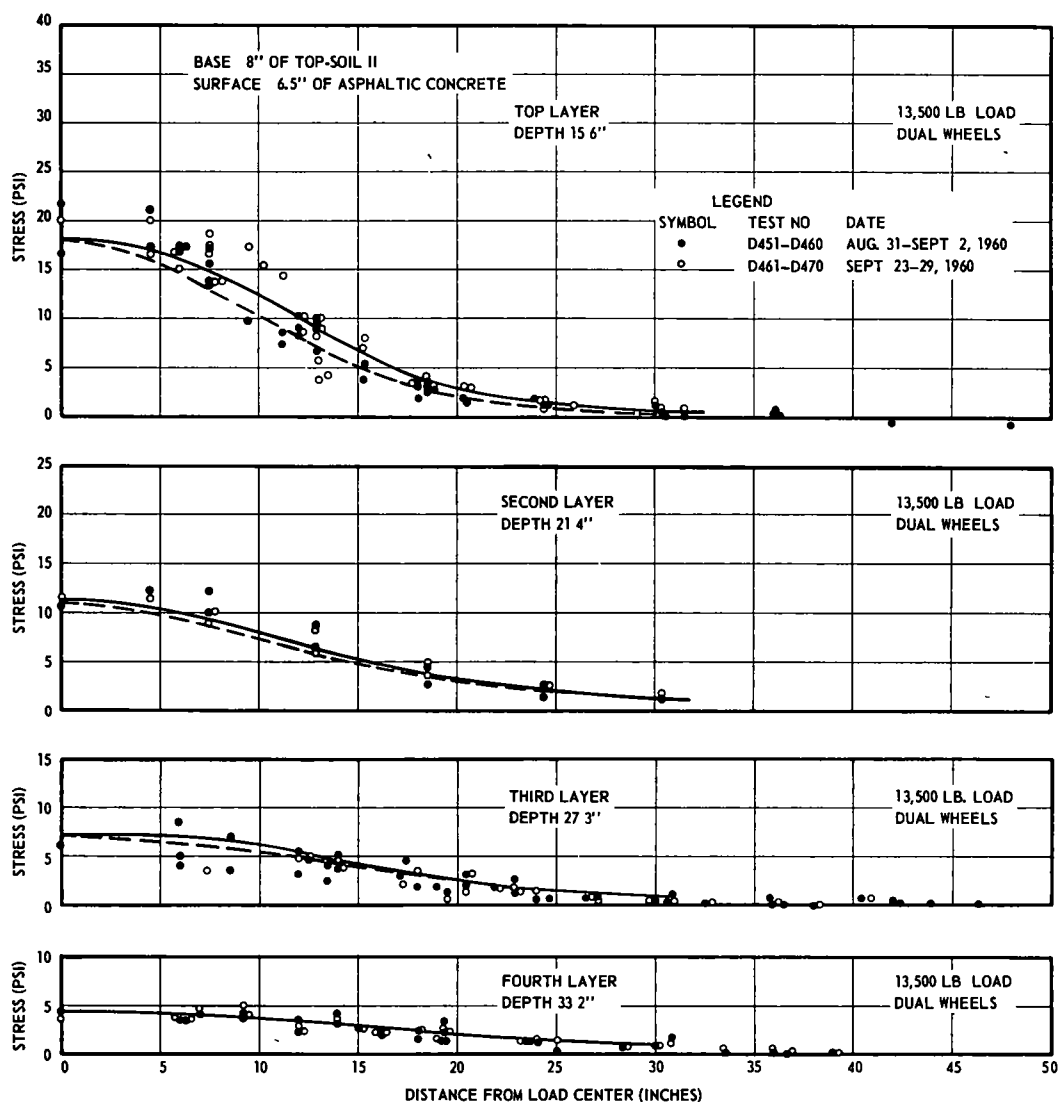 40
35
30
25
20
15
10
5
0
STRESS (PSI)
BASE 8" OF TOP-SOIL II
SURFACE 6.5" OF ASPHALTIC CONCRETE
TOP LAYER
DEPTH 15 6"
13,500 LB LOAD
DUAL WHEELS
LEGEND
SYMBOL TEST NO DATE
● D451-D460 AUG. 31-SEPT 2, 1960
○ D461-D470 SEPT 23-29, 1960
25
20
15
10
5
0
STRESS (PSI)
SECOND LAYER
DEPTH 21 4"
13,500 LB LOAD
DUAL WHEELS
15
10
5
0
STRESS (PSI)
THIRD LAYER
DEPTH 27 3"
13,500 LB. LOAD
DUAL WHEELS
10
5
0
STRESS (PSI)
FOURTH LAYER
DEPTH 33 2"
13,500 LB LOAD
DUAL WHEELS
0 5 10 15 20 25 30 35 40 45 50
DISTANCE FROM LOAD CENTER (INCHES)